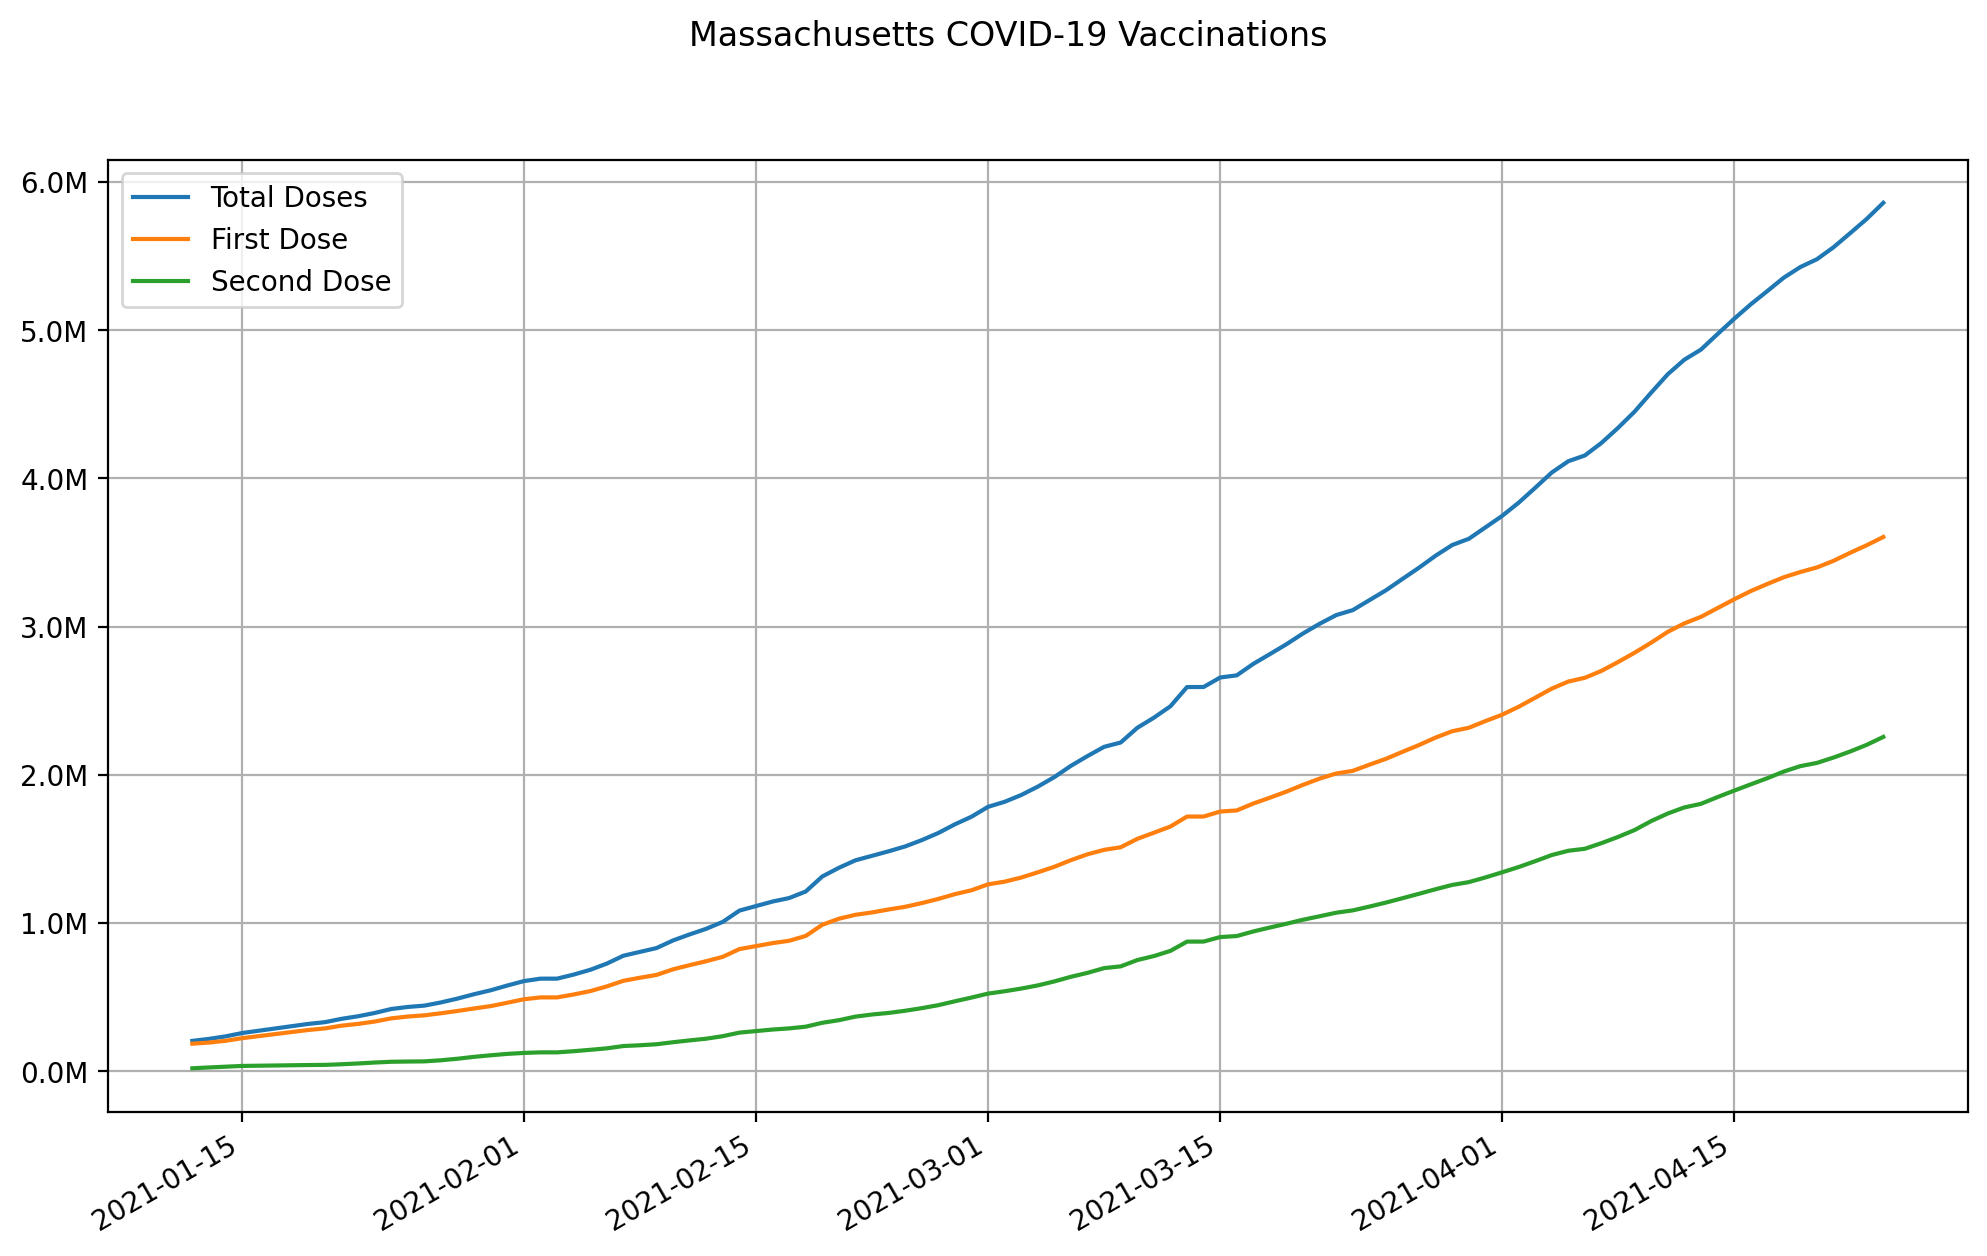 Massachusetts COVID-19 Vaccinations
6.0M
5.0M
4.0M
3.0M
2.0M
1.0M
0.0M
Total Doses
First Dose
Second Dose
2021-01-15
2021-02-01
2021-02-15
2021-03-01
2021-03-15
2021-04-01
2021-04-15